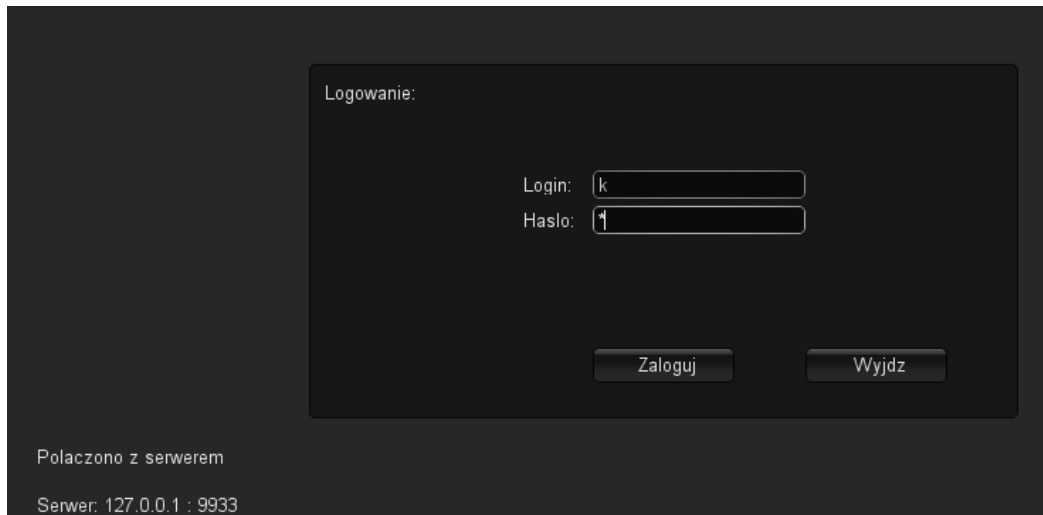 Logowanie:
Login: k
Haslo: *
Zaloguj Wyjdz
Polaczono z serwerem
Serwer: 127.0.0.1 : 9933